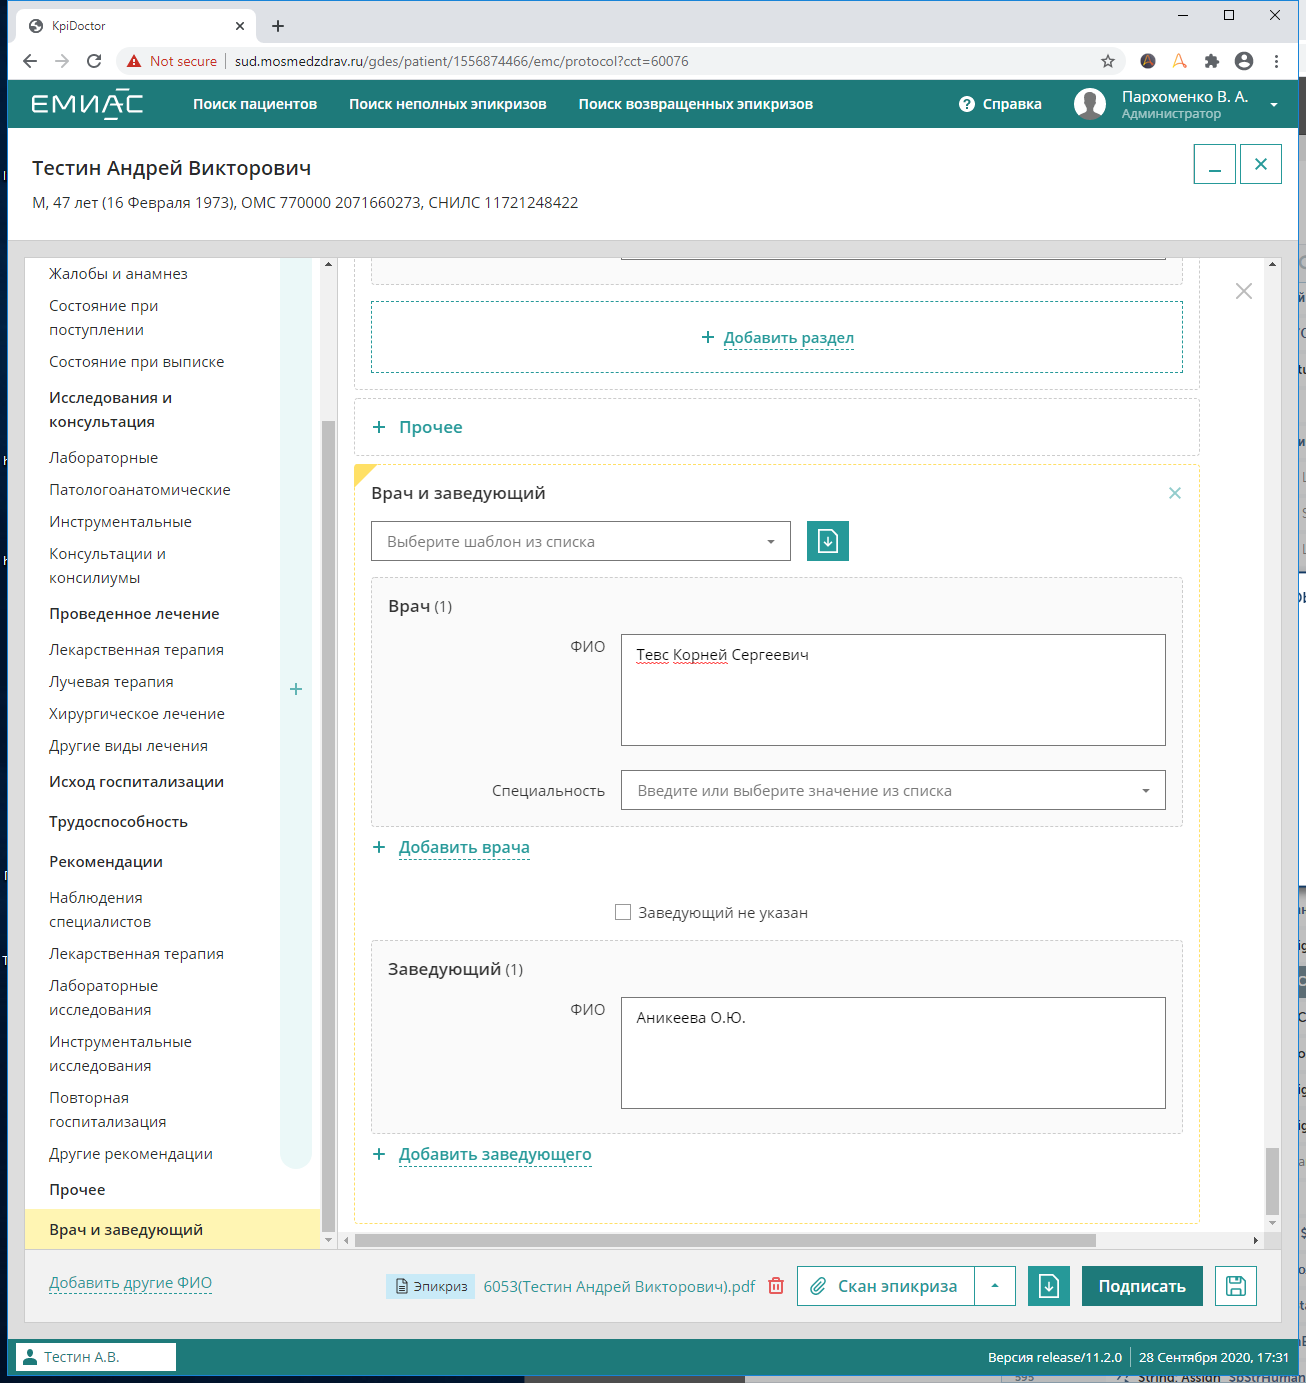 KpiDoctor
Not secure
sud.mosmedzdrav.ru/gdes/patient/1556874466/emc/protocol?cct=60076
ЕМИАС
Поиск пациентов
Поиск неполных эпикризов
Поиск возвращенных эпикризов
Справка
Пархоменко В. А.
Администратор
Тестин Андрей Викторович
М, 47 лет (16 Февраля 1973), ОМС 770000 2071660273, СНИЛС 11721248422
Жалобы и анамнез
Состояние при
поступлении
Состояние при выписке
Исследования и
консультация
Лабораторные
Патологоанатомические
Инструментальные
Консультации и
консилиумы
Проведенное лечение
Лекарственная терапия
Лучевая терапия
Хирургическое лечение
Другие виды лечения
Исход госпитализации
Трудоспособность
Рекомендации
Наблюдения
специалистов
Лекарственная терапия
Лабораторные
исследования
Инструментальные
исследования
Повторная
госпитализация
Другие рекомендации
Прочее
Врач и заведующий
+ Добавить раздел
+ Прочее
Врач и заведующий
Выберите шаблон из списка
Врач (1)
ФИО
Тевс Корней Сергеевич
Специальность
Введите или выберите значение из списка
+ Добавить врача
Заведующий не указан
Заведующий (1)
ФИО
Аникеева О.Ю.
+ Добавить заведующего
Добавить другие ФИО
Эпикриз
6053(Тестин Андрей Викторович).pdf
Скан эпикриза
Подписать
Тестин А.В.
Версия release/11.2.0
28 Сентября 2020, 17:31